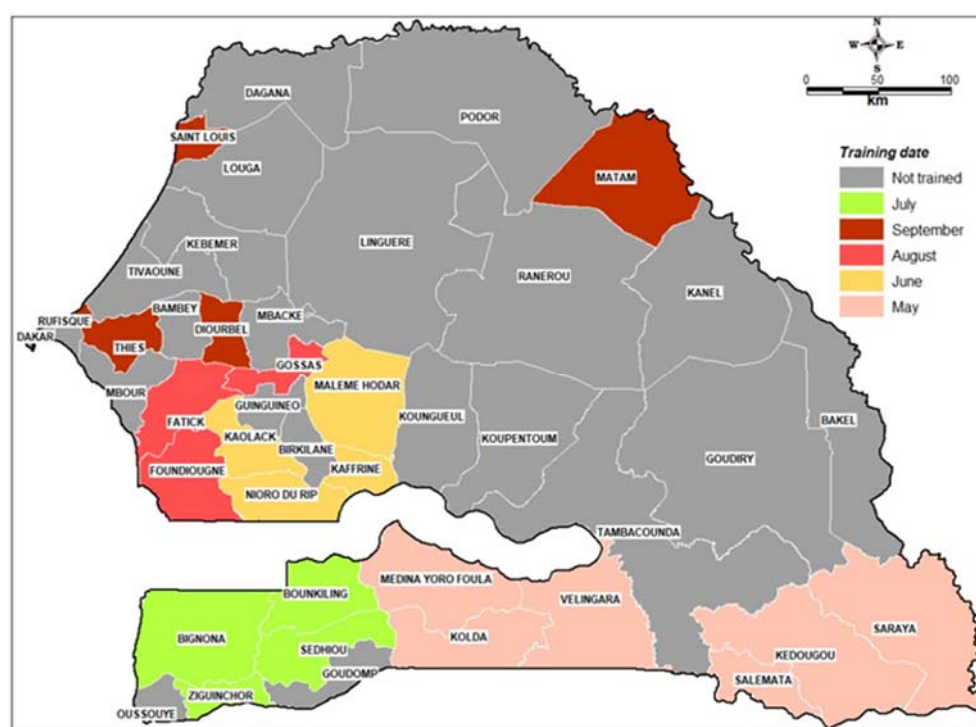 N
W E
S
0 50 100
km
DAGANA
PODOR
SAINT LOUIS
LOUGA
MATAM
Training date
Not trained
July
September
August
June
May
KEBEMER
LINGUERE
TIVAOUNE
RANEROU
KANEL
BAMBEY
MBACKE
RUFISQUE
DIOURBEL
DAKAR
THIES
GOSSAS
MBOUR
MALEME HODAR
GUINGUINEO
KOUNGUEUL
FATICK
KAOLACK
KOUPENTOUM
BAKEL
BIRKILANE
GOUDIRY
FOUNDIOUGNE
KAFFRINE
NIORO DU RIP
TAMBACOUNDA
MEDINA YORO FOULA
BOUNKILING
VELINGARA
BIGNONA
KOLDA
SARAYA
SEDHIOU
KEDOUGOU
GOUDOMP
SALEMATA
ZIGUINCHOR
OUSSOUYE